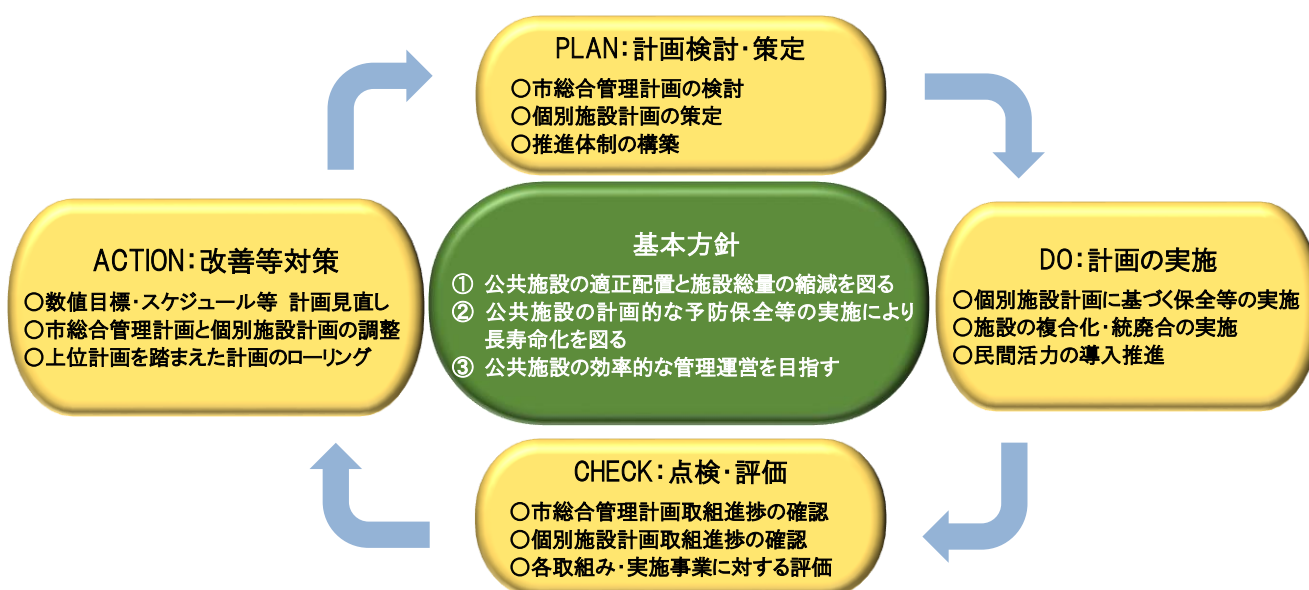 PLAN:計画検討・策定
○市総合管理計画の検討
○個別施設計画の策定
○推進体制の構築
ACTION:改善等対策
○数値目標・スケジュール等 計画見直し
○市総合管理計画と個別施設計画の調整
○上位計画を踏まえた計画のローリング
基本方針
① 公共施設の適正配置と施設総量の縮減を図る
② 公共施設の計画的な予防保全等の実施により
長寿命化を図る
③ 公共施設の効率的な管理運営を目指す
DO:計画の実施
○個別施設計画に基づく保全等の実施
○施設の複合化・統廃合の実施
○民間活力の導入推進
CHECK:点検・評価
○市総合管理計画取組進捗の確認
○個別施設計画取組進捗の確認
○各取組み・実施事業に対する評価